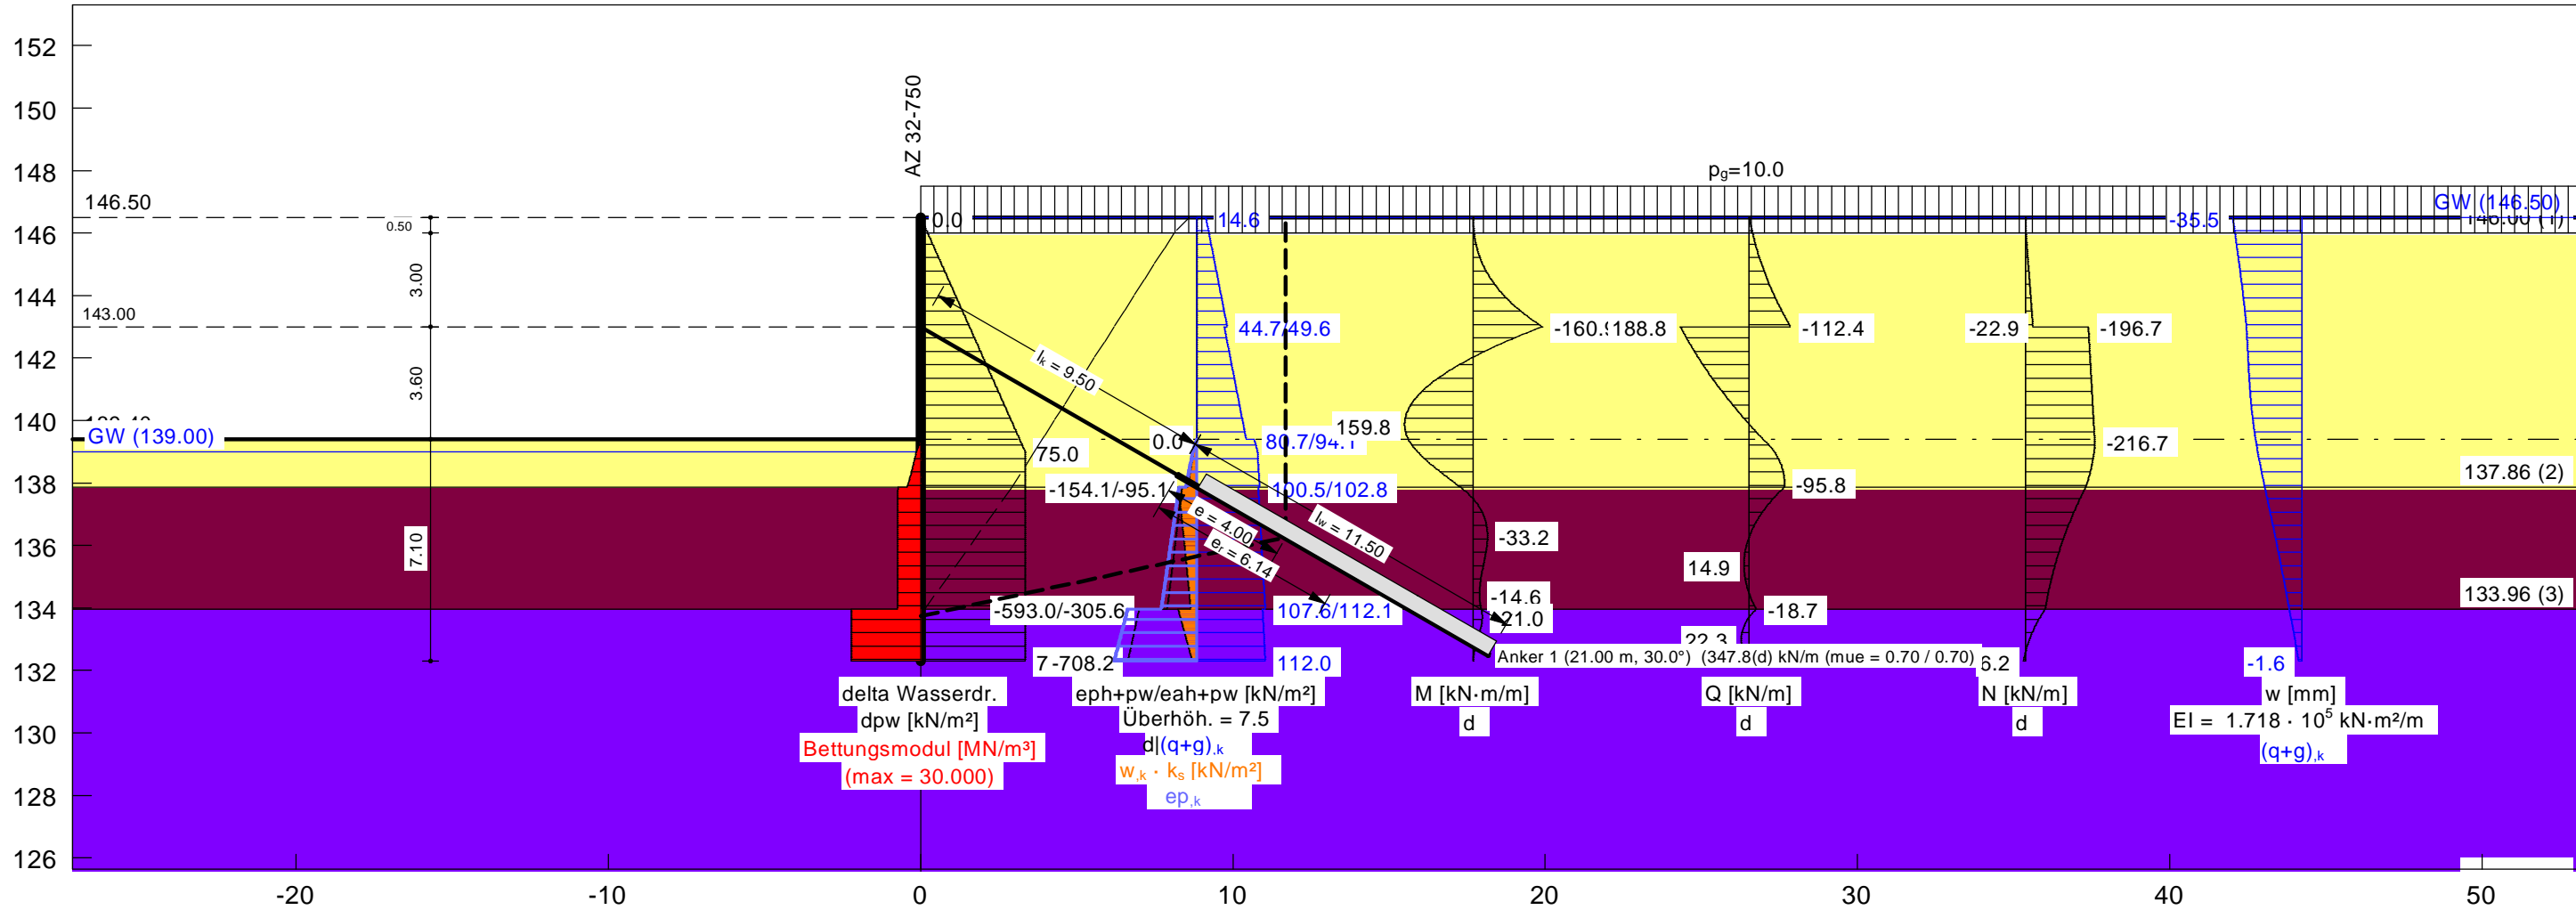 152
150
148
146
144
142
140
138
136
134
132
130
128
126
-20
-10
0
10
20
30
40
50
AZ 32-750
pg=10.0
146.50
143.00
GW (139.00)
0.50
3.00
3.60
7.10
GW (146.50)
137.86 (2)
133.96 (3)
0.0
75.0
lk = 9.50
lw = 11.50
e = 4.00
er = 6.14
14.6
44.7/49.6
0.0
80.7/94.1
-154.1/-95.1
100.5/102.8
-593.0/-305.6
107.6/112.1
-708.2
112.0
159.8
-33.2
-14.6
-21.0
188.8
-112.4
-95.8
14.9
-18.7
22.3
-22.9
-196.7
-216.7
-35.5
-1.6
Anker 1 (21.00 m, 30.0°) (347.8(d) kN/m (mue = 0.70 / 0.70)
delta Wasserdr.
dpw [kN/m²]
Bettungsmodul [MN/m³]
(max = 30.000)
eph+pw/eah+pw [kN/m²]
Überhöh. = 7.5
d|(q+g),k
w,k · ks [kN/m²]
ep,k
M [kN·m/m]
d
Q [kN/m]
d
N [kN/m]
d
w [mm]
EI = 1.718 · 10⁵ kN·m²/m
(q+g),k